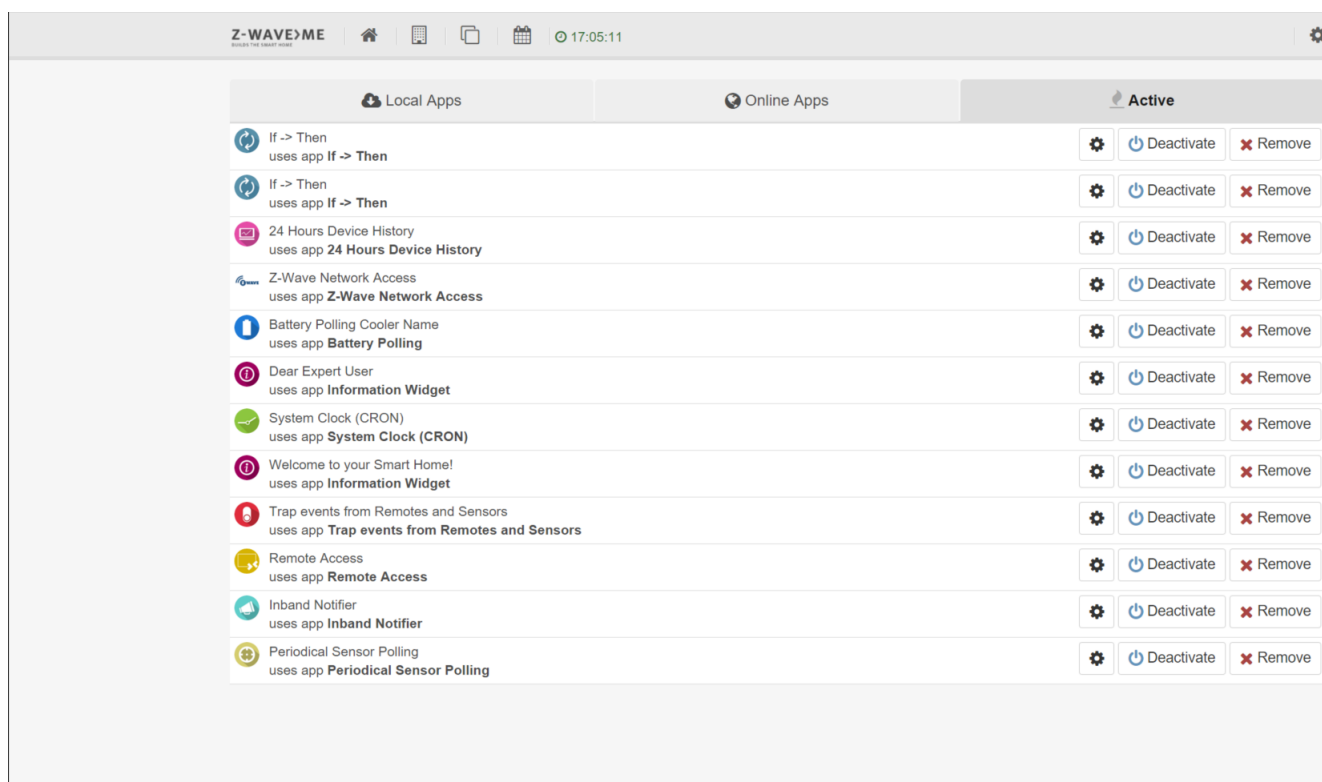 Z-WAVE>ME
BUILDS THE SMART HOME
17:05:11
Local Apps
Online Apps
Active
If -> Then
uses app If -> Then
Deactivate
Remove
If -> Then
uses app If -> Then
Deactivate
Remove
24 Hours Device History
uses app 24 Hours Device History
Deactivate
Remove
Z-Wave Network Access
uses app Z-Wave Network Access
Deactivate
Remove
Battery Polling Cooler Name
uses app Battery Polling
Deactivate
Remove
Dear Expert User
uses app Information Widget
Deactivate
Remove
System Clock (CRON)
uses app System Clock (CRON)
Deactivate
Remove
Welcome to your Smart Home!
uses app Information Widget
Deactivate
Remove
Trap events from Remotes and Sensors
uses app Trap events from Remotes and Sensors
Deactivate
Remove
Remote Access
uses app Remote Access
Deactivate
Remove
Inband Notifier
uses app Inband Notifier
Deactivate
Remove
Periodical Sensor Polling
uses app Periodical Sensor Polling
Deactivate
Remove